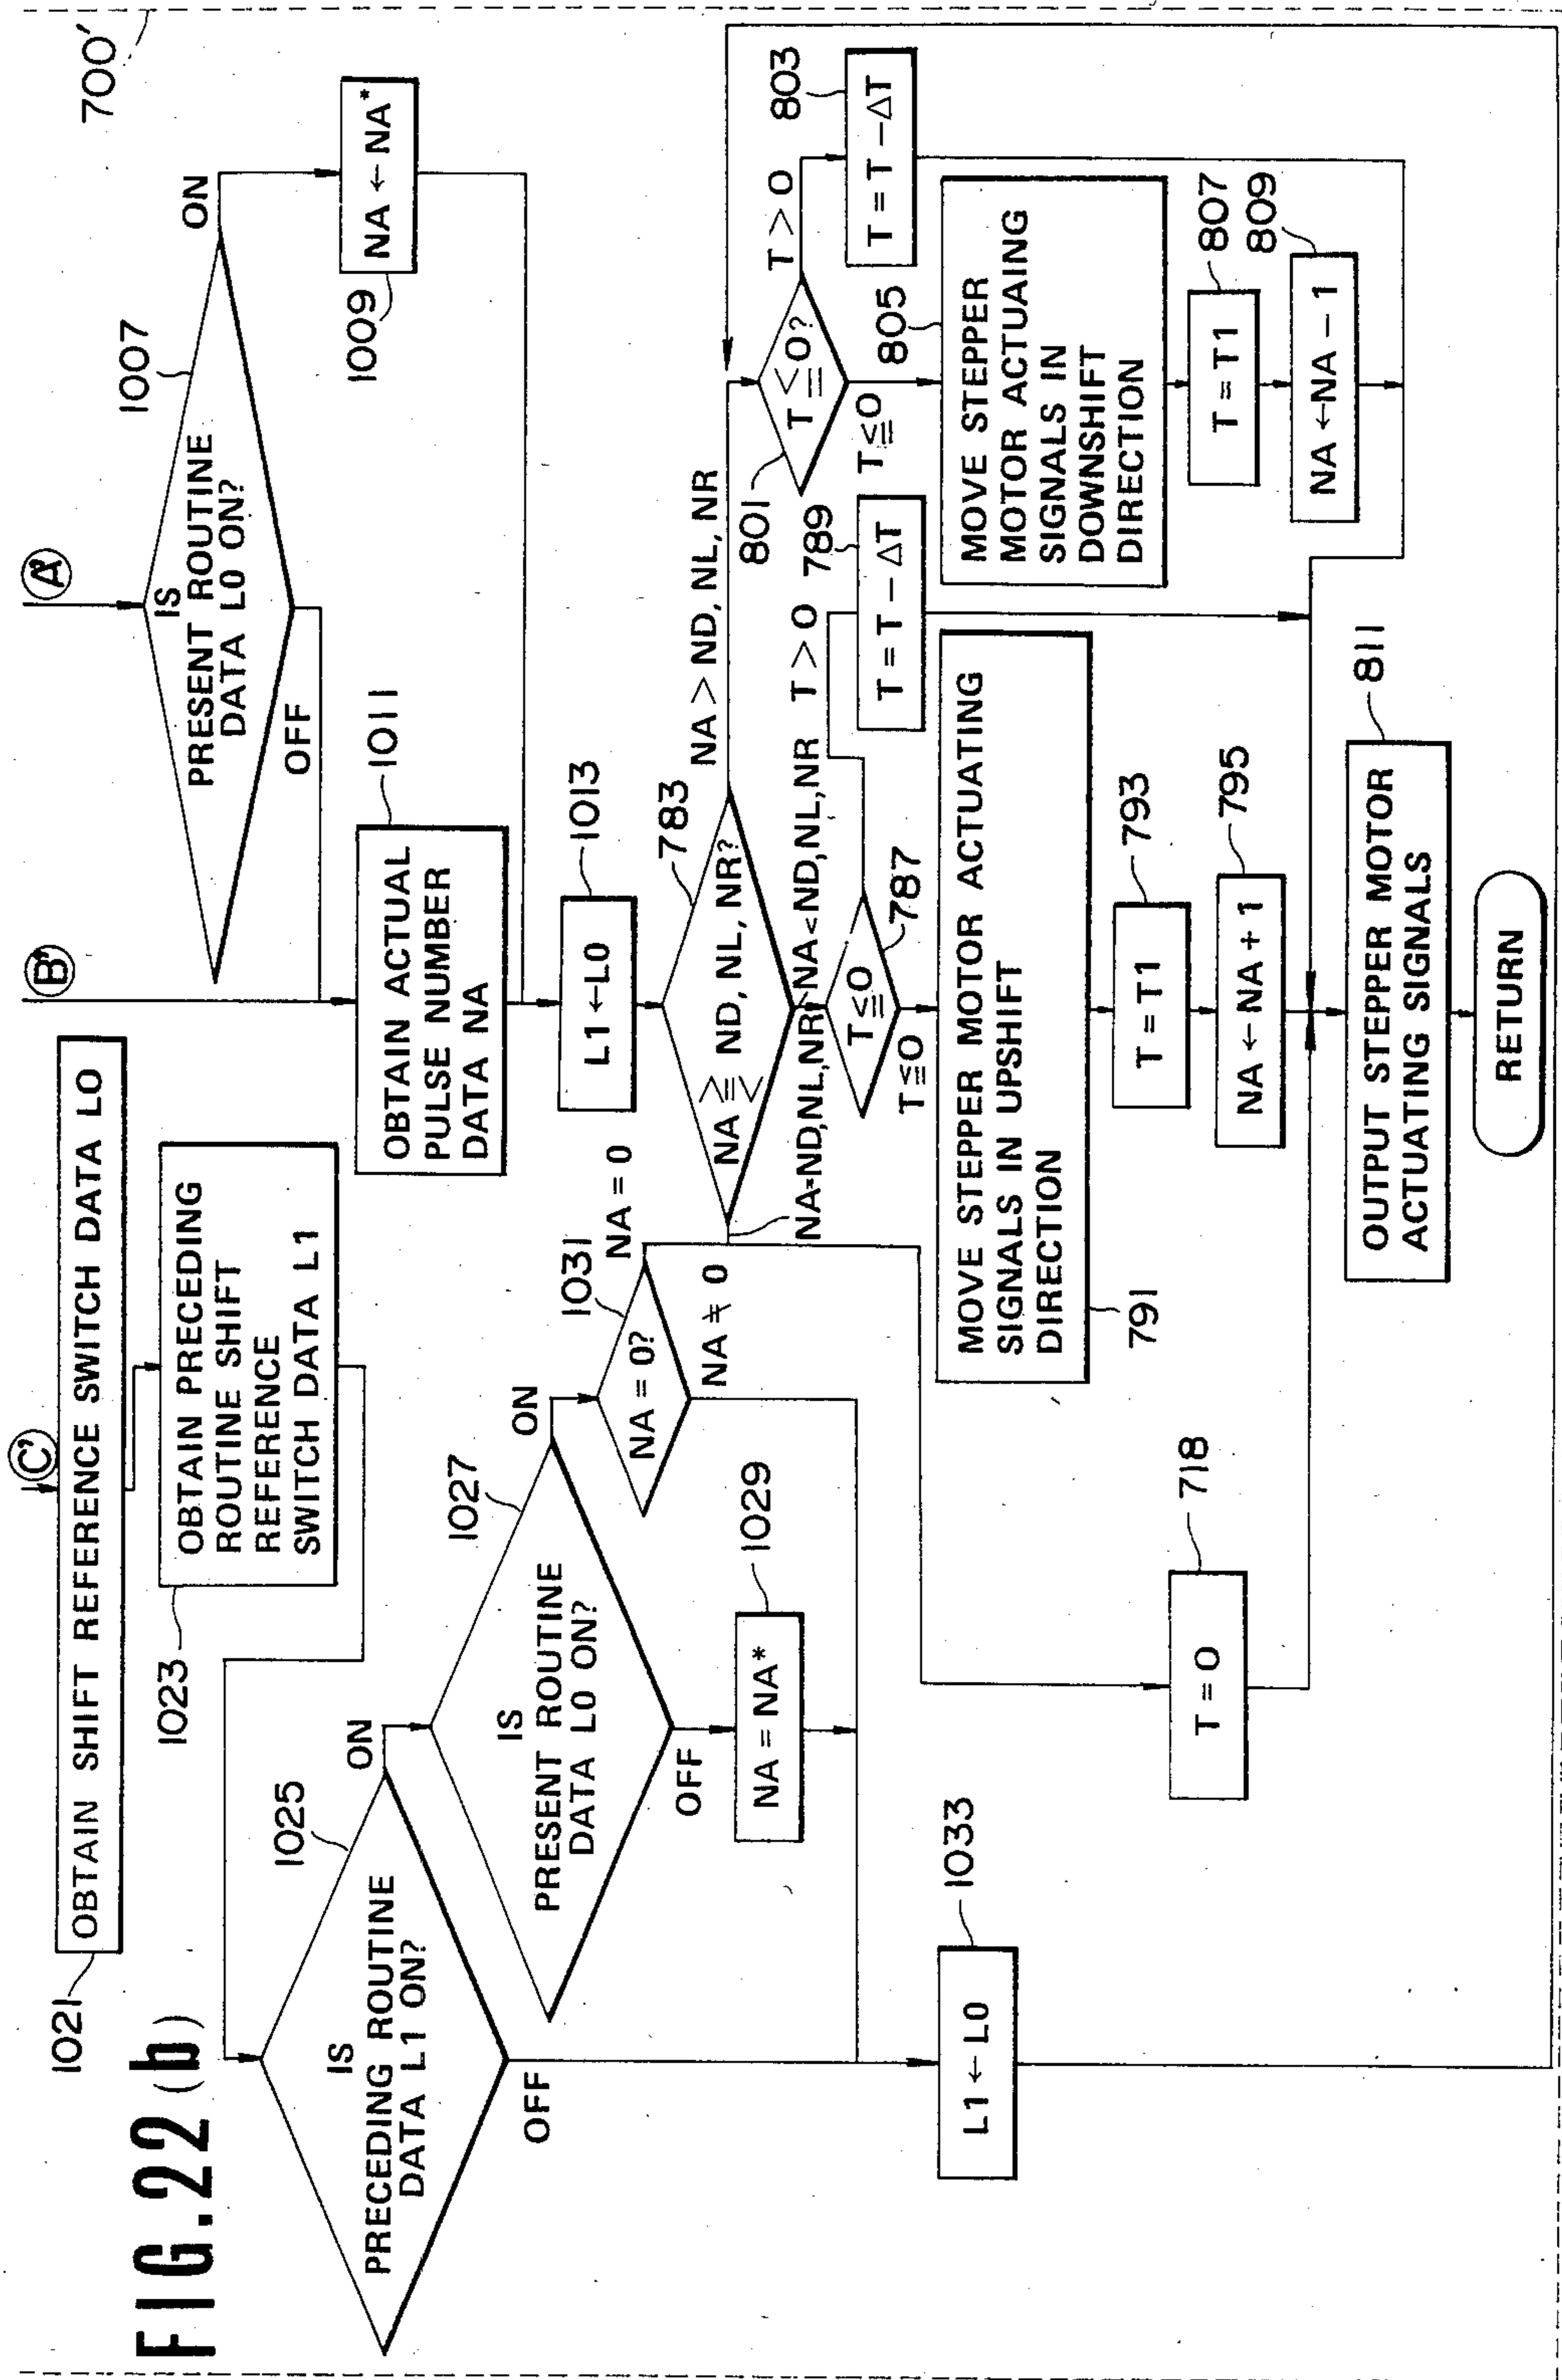 FIG.22(b)
700'
C'
B'
A'
1021
OBTAIN SHIFT REFERENCE SWITCH DATA L0
1023
OBTAIN PRECEDING
ROUTINE SHIFT
REFERENCE
SWITCH DATA L1
1025
IS
PRECEDING ROUTINE
DATA L1 ON?
ON
OFF
1027
IS
PRESENT ROUTINE
DATA L0 ON?
ON
OFF
1029
NA = NA*
1031
NA = 0?
NA = 0
NA ≠ 0
1033
L1 ← L0
1007
IS
PRESENT ROUTINE
DATA L0 ON?
ON
OFF
1009
NA ← NA*
1011
OBTAIN ACTUAL
PULSE NUMBER
DATA NA
1013
L1 ← L0
783
NA ⋛ ND, NL, NR?
NA > ND, NL, NR
NA=ND,NL,NR
NA<ND,NL,NR
718
T = 0
787
T ≦ 0
T > 0
T ≦ 0
789
T = T − ΔT
791
MOVE STEPPER MOTOR ACTUATING
SIGNALS IN UPSHIFT
DIRECTION
793
T = T1
795
NA ← NA + 1
801
T ≦ 0?
T > 0
T ≦ 0
803
T = T − ΔT
805
MOVE STEPPER
MOTOR ACTUAING
SIGNALS IN
DOWNSHIFT
DIRECTION
807
T = T1
809
NA ← NA − 1
811
OUTPUT STEPPER MOTOR
ACTUATING SIGNALS
RETURN